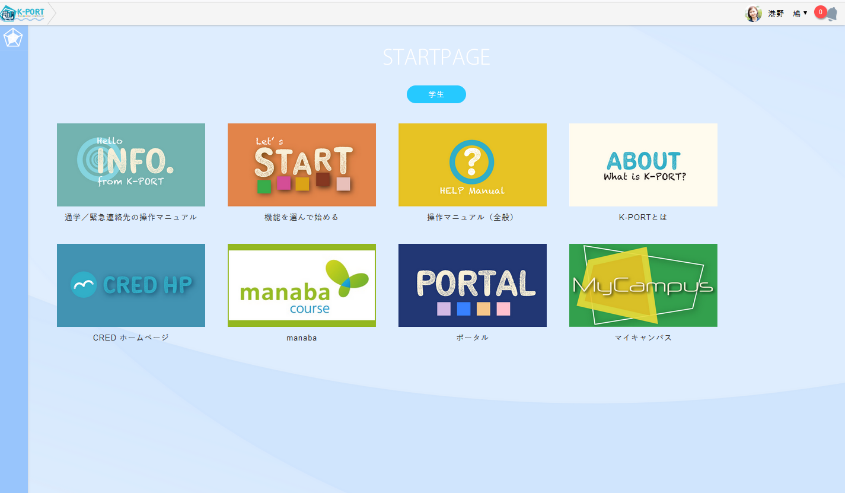 K-PORT
港野 鳩 ▼
0
STARTPAGE
学生
Hello
INFO.
from K-PORT
通学／緊急連絡先の操作マニュアル
Let's
START
機能を選んで始める
?
HELP Manual
操作マニュアル（全般）
ABOUT
What is K-PORT?
K-PORTとは
CRED HP
CRED ホームページ
manaba
course
manaba
PORTAL
ポータル
MyCampus
マイキャンパス